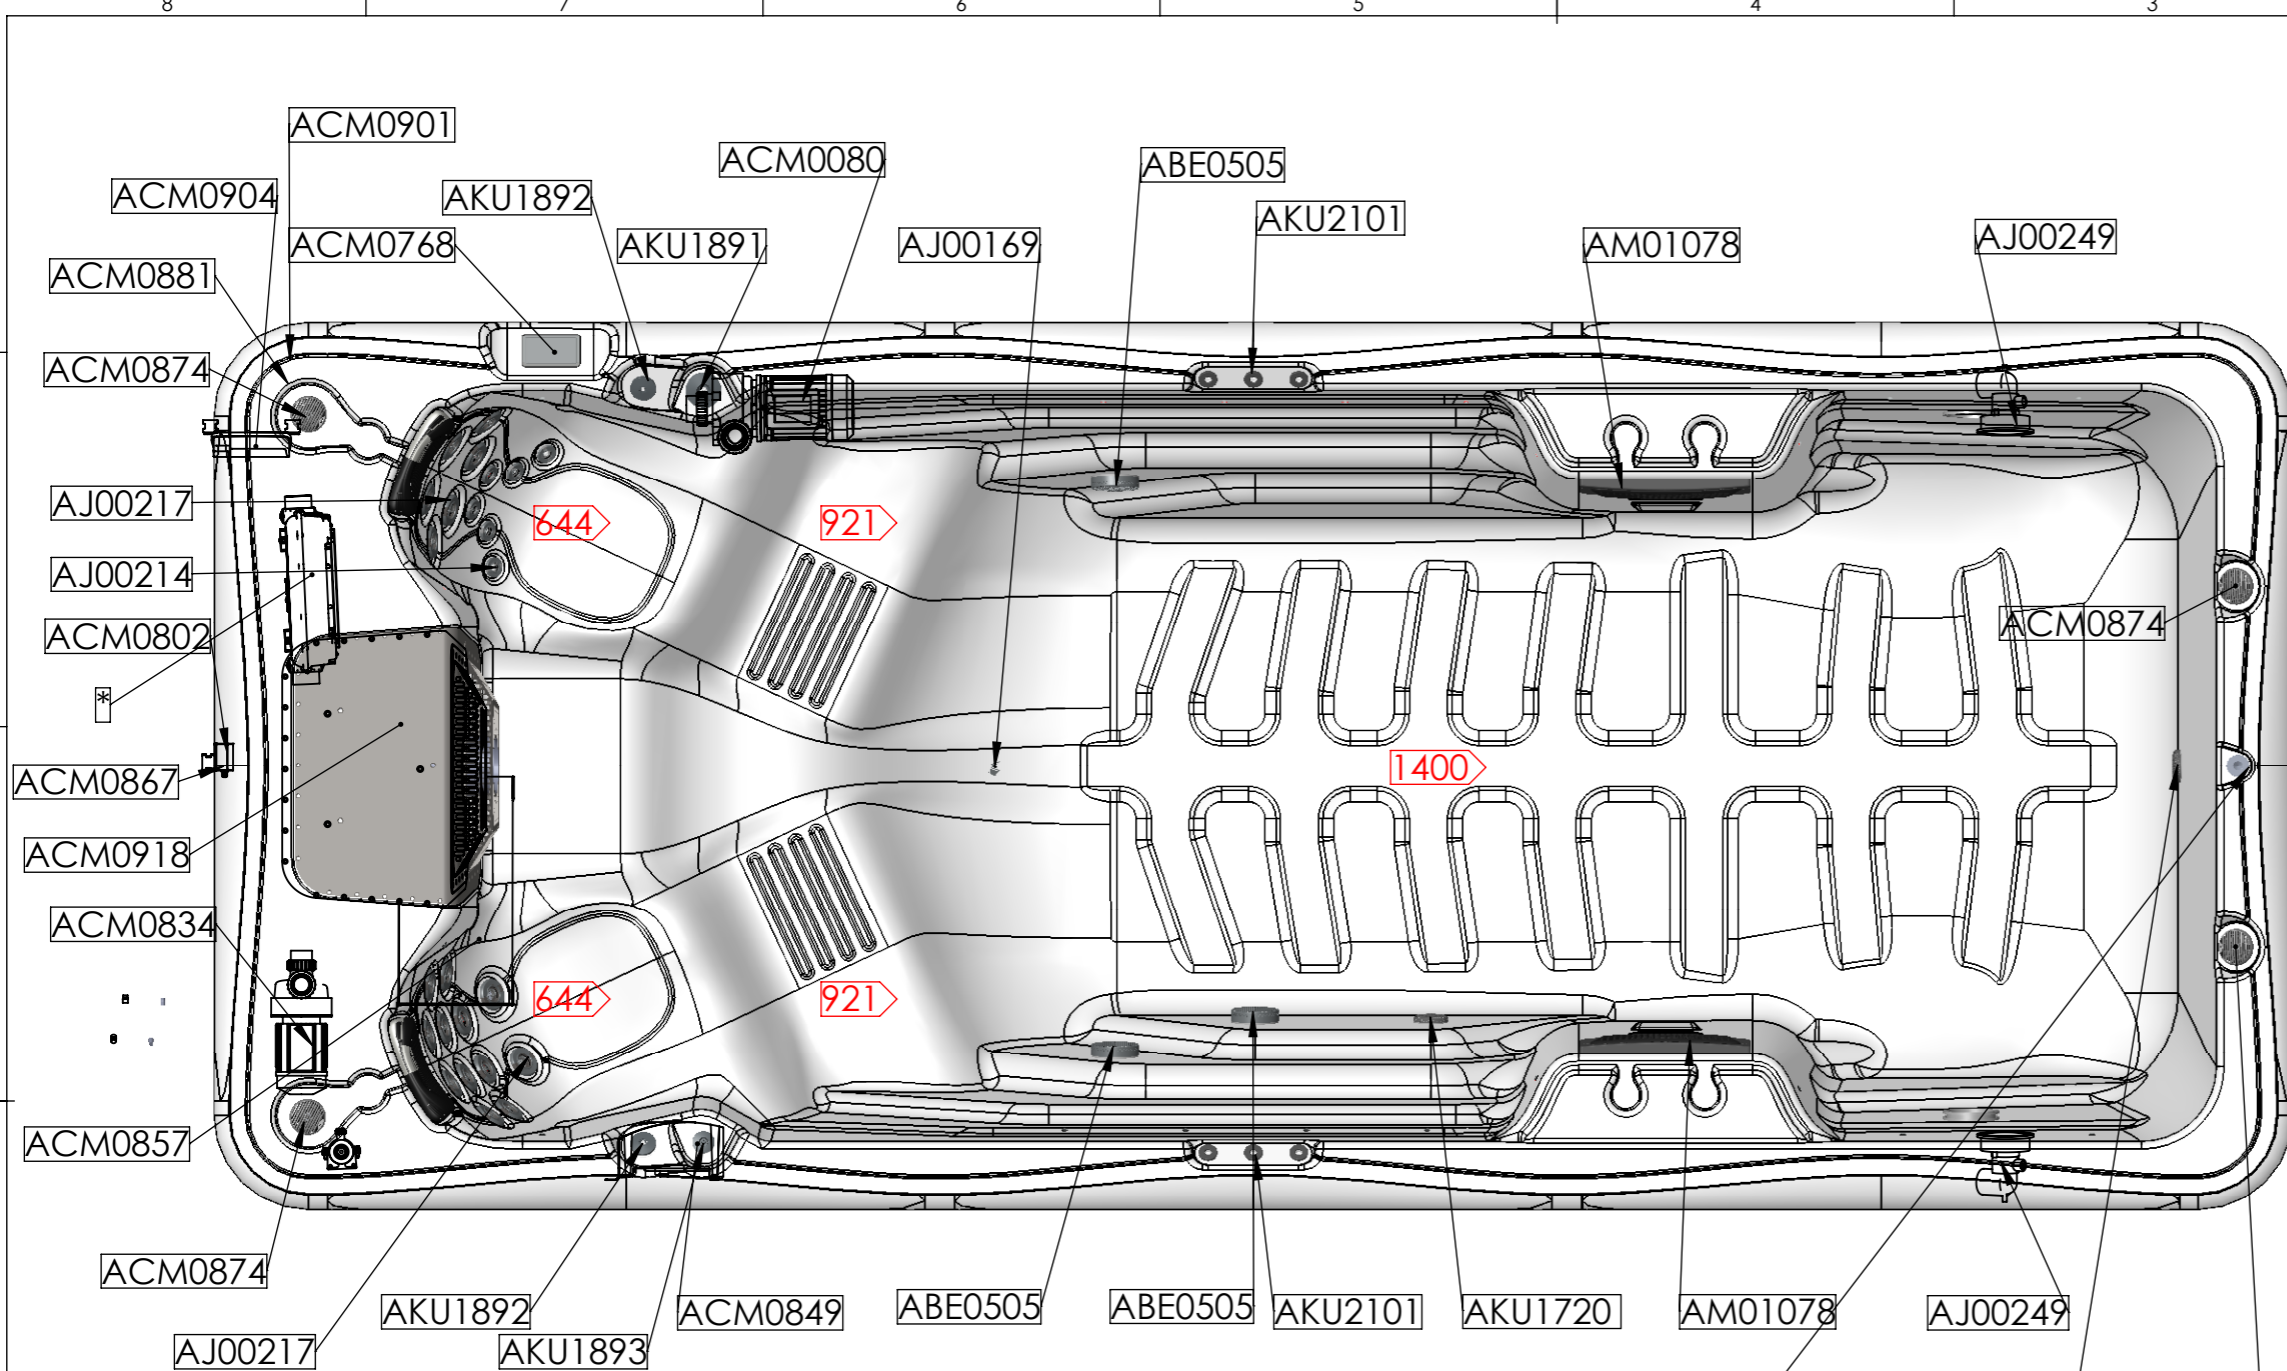 8 7 6 5 4 3
ACM0901
ACM0080
ABE0505
ACM0904
AKU1892
AKU2101
ACM0768
AKU1891
AJ00169
AM01078
AJ00249
ACM0881
ACM0874
AJ00217
644
921
AJ00214
ACM0874
ACM0802
*
1400
ACM0867
ACM0918
ACM0834
644
921
ACM0857
ACM0874
AKU1892
ACM0849
ABE0505
ABE0505
AKU2101
AKU1720
AM01078
AJ00249
AJ00217
AKU1893